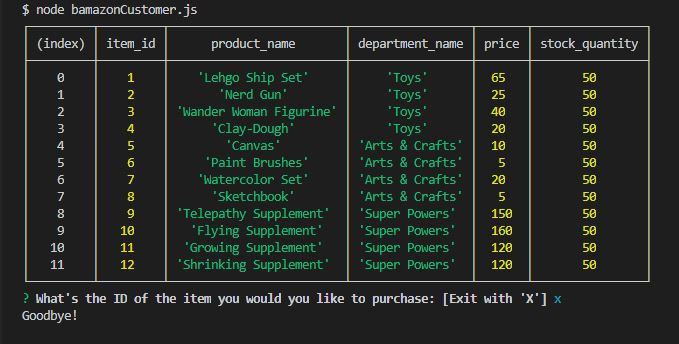 $ node bamazonCustomer.js
(index) item_id product_name department_name price stock_quantity
0 1 'Lehgo Ship Set' 'Toys' 65 50
1 2 'Nerd Gun' 'Toys' 25 50
2 3 'Wander Woman Figurine' 'Toys' 40 50
3 4 'Clay-Dough' 'Toys' 20 50
4 5 'Canvas' 'Arts & Crafts' 10 50
5 6 'Paint Brushes' 'Arts & Crafts' 5 50
6 7 'Watercolor Set' 'Arts & Crafts' 20 50
7 8 'Sketchbook' 'Arts & Crafts' 5 50
8 9 'Telepathy Supplement' 'Super Powers' 150 50
9 10 'Flying Supplement' 'Super Powers' 160 50
10 11 'Growing Supplement' 'Super Powers' 120 50
11 12 'Shrinking Supplement' 'Super Powers' 120 50
? What's the ID of the item you would you like to purchase: [Exit with 'X'] x
Goodbye!